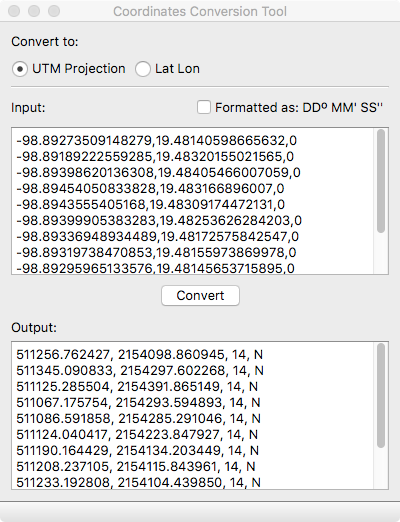 Coordinates Conversion Tool
Convert to:
UTM Projection Lat Lon
Input: Formatted as: DDº MM' SS''
-98.89273509148279,19.48140598665632,0
-98.89189222559285,19.48320155021565,0
-98.89398620136308,19.48405466007059,0
-98.89454050833828,19.483166896007,0
-98.8943555405168,19.48309174472131,0
-98.89399905383283,19.48253626284203,0
-98.89336948934489,19.48172575842547,0
-98.89319738470853,19.48155973869978,0
-98.89295965133576,19.48145653715895,0
Convert
Output:
511256.762427, 2154098.860945, 14, N
511345.090833, 2154297.602268, 14, N
511125.285504, 2154391.865149, 14, N
511067.175754, 2154293.594893, 14, N
511086.591858, 2154285.291046, 14, N
511124.040417, 2154223.847927, 14, N
511190.164429, 2154134.203449, 14, N
511208.237105, 2154115.843961, 14, N
511233.192808, 2154104.439850, 14, N